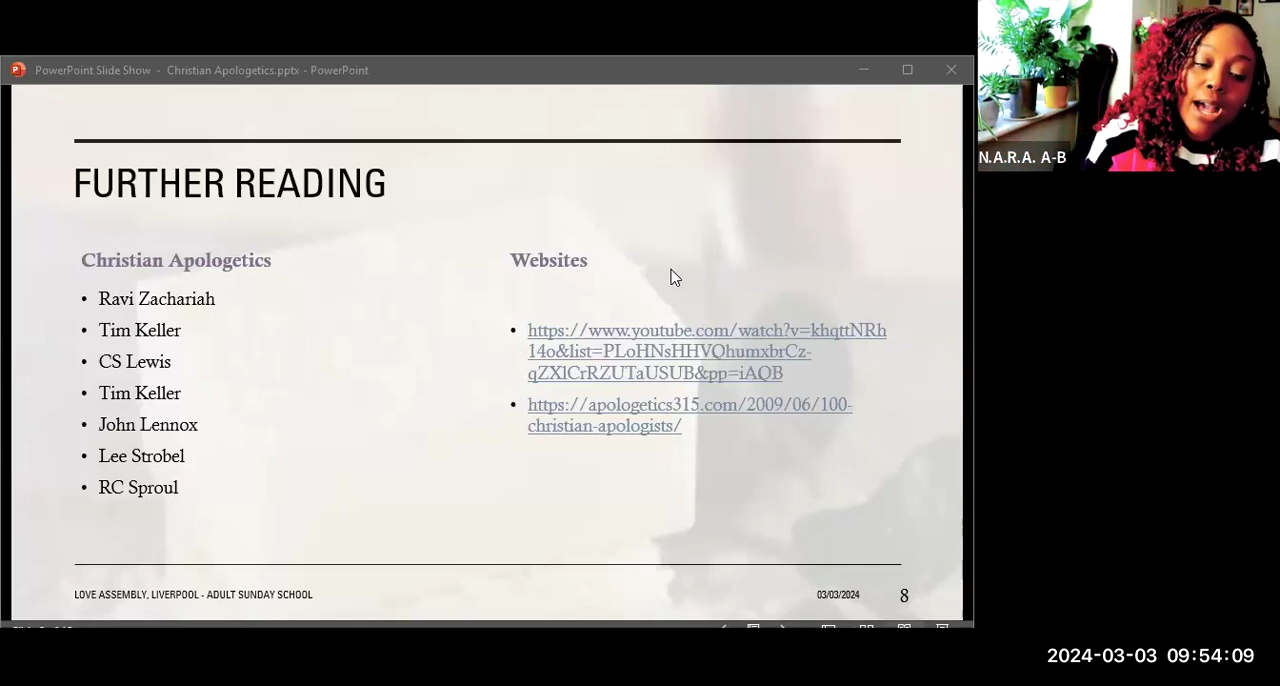 PowerPoint Slide Show - Christian Apologetics.pptx - PowerPoint
N.A.R.A. A-B
FURTHER READING
Christian Apologetics
• Ravi Zachariah
• Tim Keller
• CS Lewis
• Tim Keller
• John Lennox
• Lee Strobel
• RC Sproul
Websites
• https://www.youtube.com/watch?v=khqttNRh
14o&list=PLoHNsHHVQhumxbrCz-
qZXlCrRZUTaUSUB&pp=iAQB
• https://apologetics315.com/2009/06/100-
christian-apologists/
LOVE ASSEMBLY, LIVERPOOL - ADULT SUNDAY SCHOOL
03/03/2024
8
2024-03-03 09:54:09